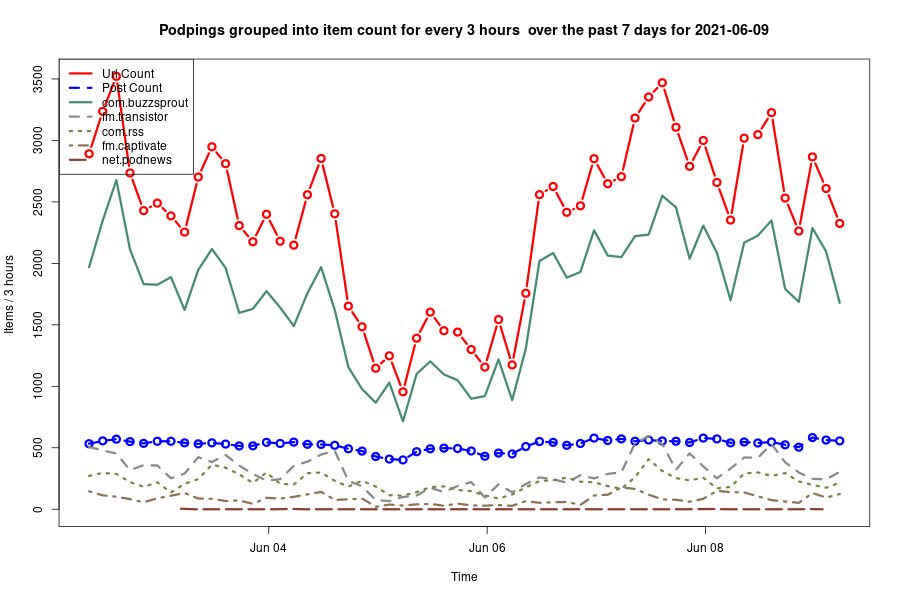 Podpings grouped into item count for every 3 hours  over the past 7 days for 2021-06-09
Url Count
Post Count
com.buzzsprout
fm.transistor
com.rss
fm.captivate
net.podnews
3500
3000
2500
2000
1500
1000
500
0
Items / 3 hours
Jun 04
Jun 06
Jun 08
Time